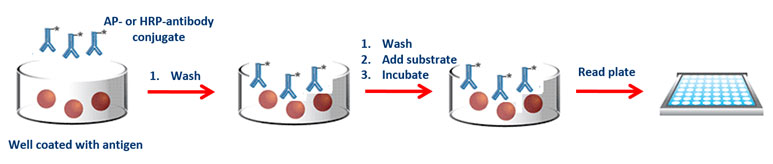 AP- or HRP-antibody
conjugate
1. Wash
Well coated with antigen
1. Wash
2. Add substrate
3. Incubate
Read plate